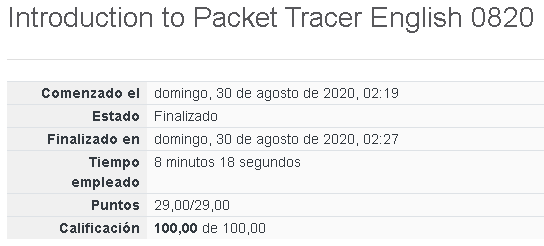 Introduction to Packet Tracer English 0820
Comenzado el domingo, 30 de agosto de 2020, 02:19
Estado Finalizado
Finalizado en domingo, 30 de agosto de 2020, 02:27
Tiempo 8 minutos 18 segundos
empleado
Puntos 29,00/29,00
Calificación 100,00 de 100,00